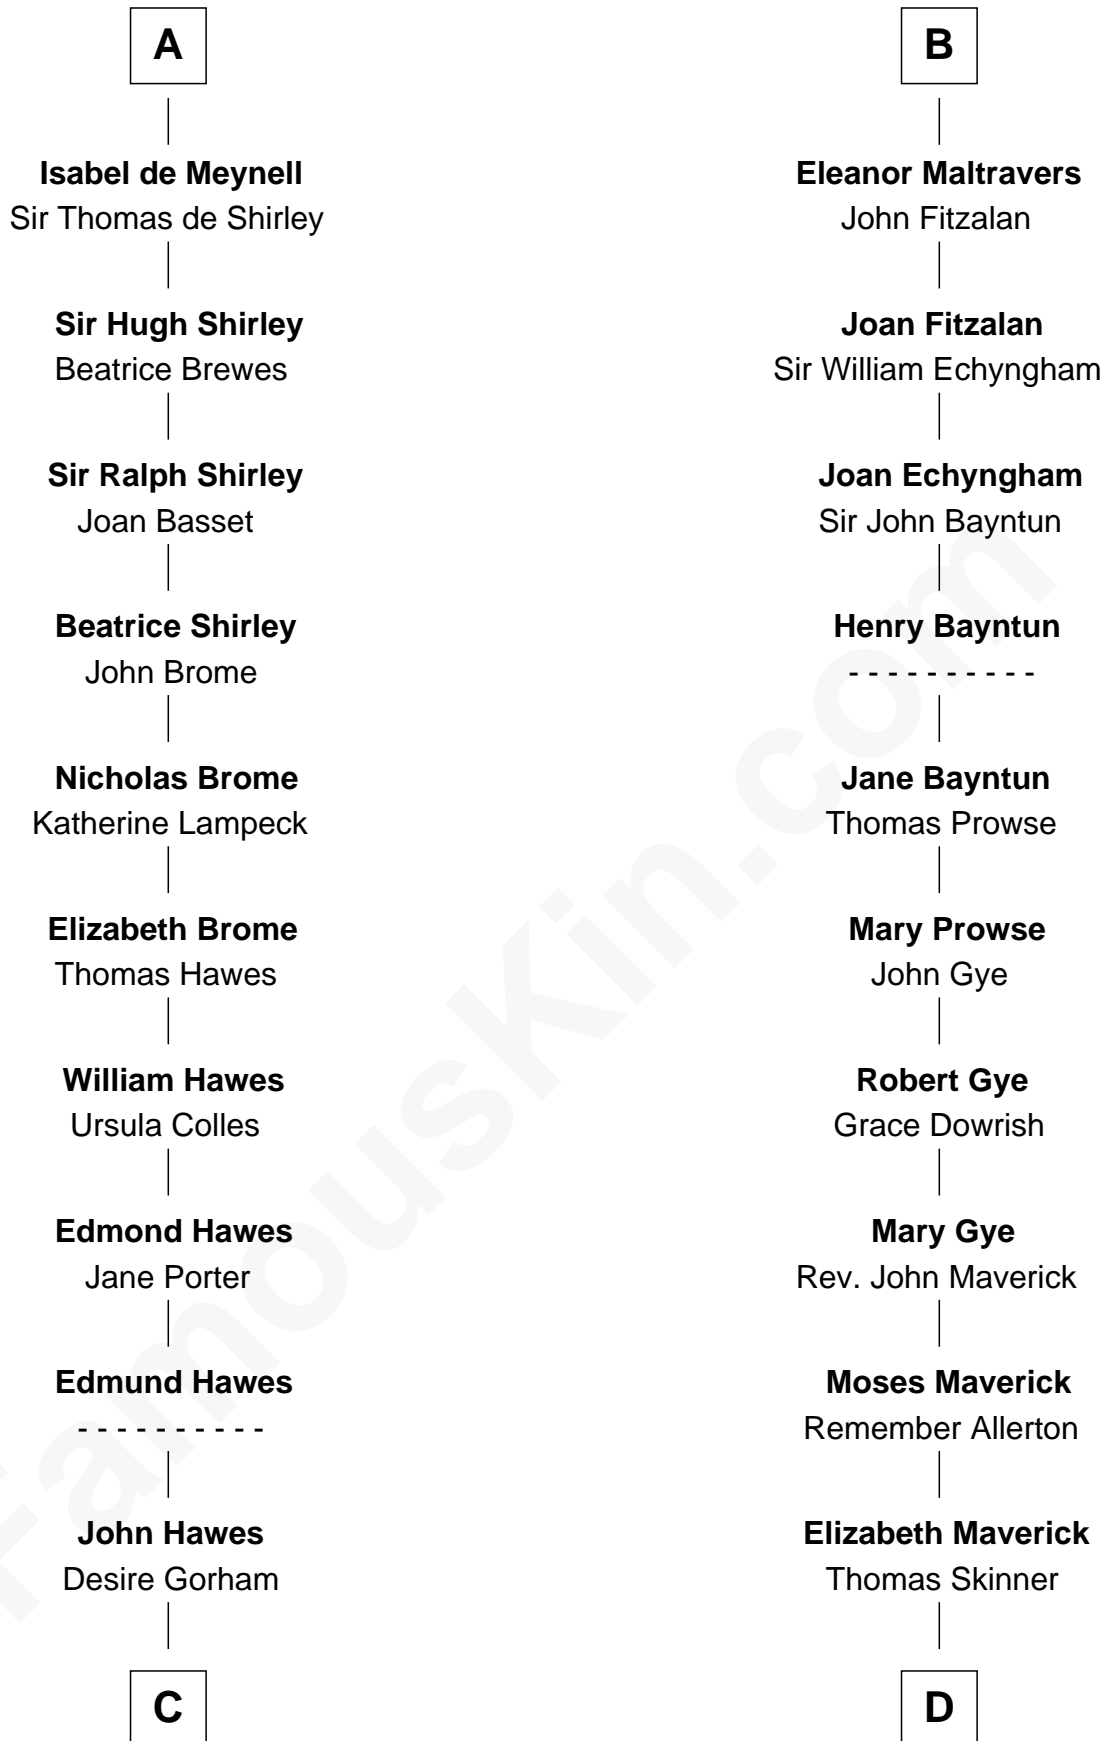 A
Isabel de Meynell
Sir Thomas de Shirley
Sir Hugh Shirley
Beatrice Brewes
Sir Ralph Shirley
Joan Basset
Beatrice Shirley
John Brome
Nicholas Brome
Katherine Lampeck
Elizabeth Brome
Thomas Hawes
William Hawes
Ursula Colles
Edmond Hawes
Jane Porter
Edmund Hawes
- - - - - - - - - -
John Hawes
Desire Gorham
C
B
Eleanor Maltravers
John Fitzalan
Joan Fitzalan
Sir William Echyngham
Joan Echyngham
Sir John Bayntun
Henry Bayntun
- - - - - - - - - -
Jane Bayntun
Thomas Prowse
Mary Prowse
John Gye
Robert Gye
Grace Dowrish
Mary Gye
Rev. John Maverick
Moses Maverick
Remember Allerton
Elizabeth Maverick
Thomas Skinner
D
FamousKin.com